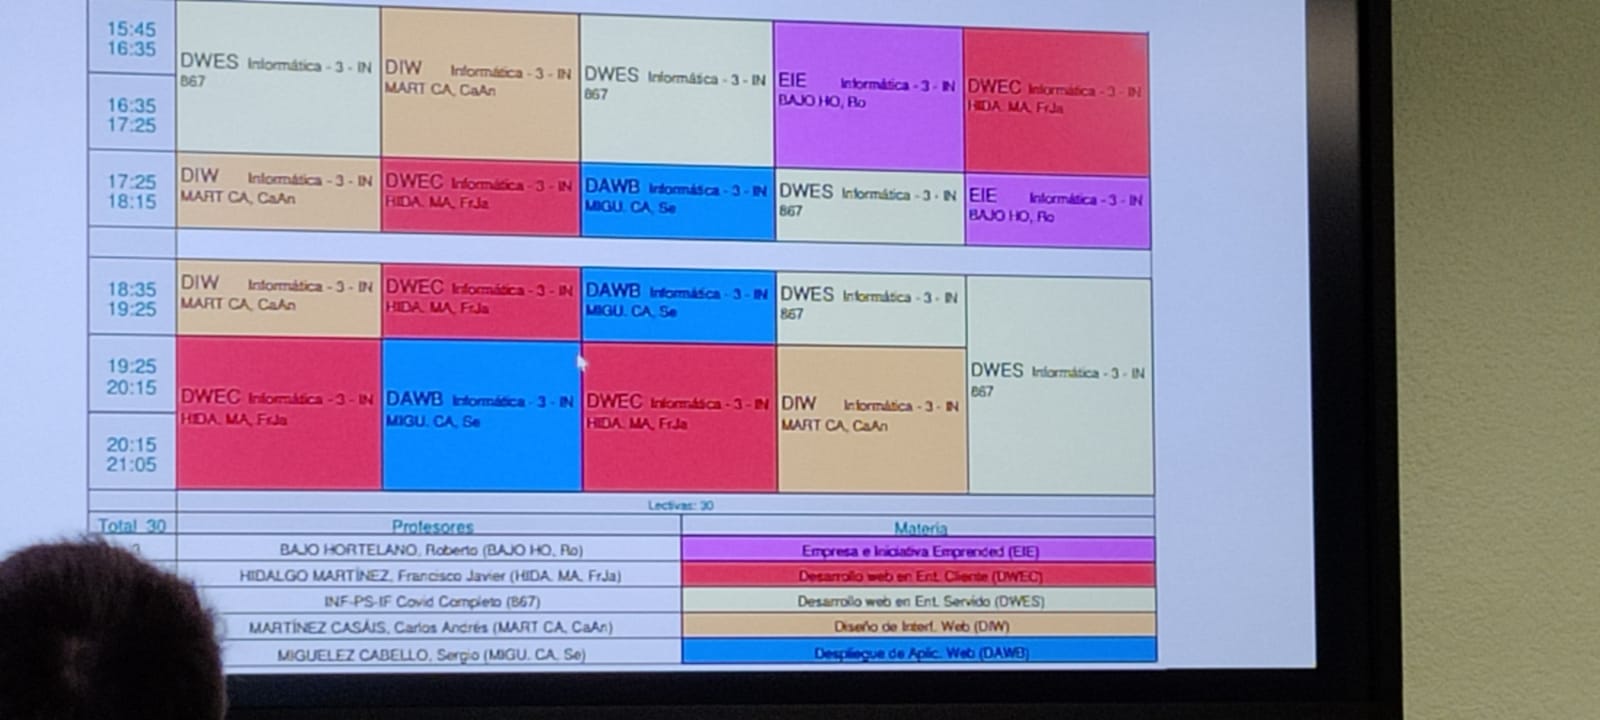 15:45
16:35
DWES Informática - 3 - IN
867
DIW Informática - 3 - IN
MART CA, CaAn
DWES Informática - 3 - IN
867
EIE Informática - 3 - IN
BAJO HO, Ro
DWEC Informática - 3 - IN
HIDA. MA, FrJa
16:35
17:25
17:25
18:15
DIW Informática - 3 - IN
MART CA, CaAn
DWEC Informática - 3 - IN
HIDA. MA, FrJa
DAWB Informática - 3 - IN
MIGU. CA, Se
DWES Informática - 3 - IN
867
EIE Informática - 3 - IN
BAJO HO, Ro
18:35
19:25
DIW Informática - 3 - IN
MART CA, CaAn
DWEC Informática - 3 - IN
HIDA. MA, FrJa
DAWB Informática - 3 - IN
MIGU. CA, Se
DWES Informática - 3 - IN
867
DWES Informática - 3 - IN
867
19:25
20:15
DWEC Informática - 3 - IN
HIDA. MA, FrJa
DAWB Informática - 3 - IN
MIGU. CA, Se
DWEC Informática - 3 - IN
HIDA. MA, FrJa
DIW Informática - 3 - IN
MART CA, CaAn
20:15
21:05
Lectivas: 30
Total 30 Profesores Materia
BAJO HORTELANO, Roberto (BAJO HO, Ro) Empresa e Iniciativa Emprended (EIE)
HIDALGO MARTÍNEZ, Francisco Javier (HIDA. MA, FrJa) Desarrollo web en Ent. Cliente (DWEC)
INF-PS-IF Covid Completo (867) Desarrollo web en Ent. Servido (DWES)
MARTÍNEZ CASÁIS, Carlos Andrés (MART CA, CaAn) Diseño de Interf. Web (DIW)
MIGUELEZ CABELLO, Sergio (MIGU. CA, Se) Despliegue de Aplic. Web (DAWB)